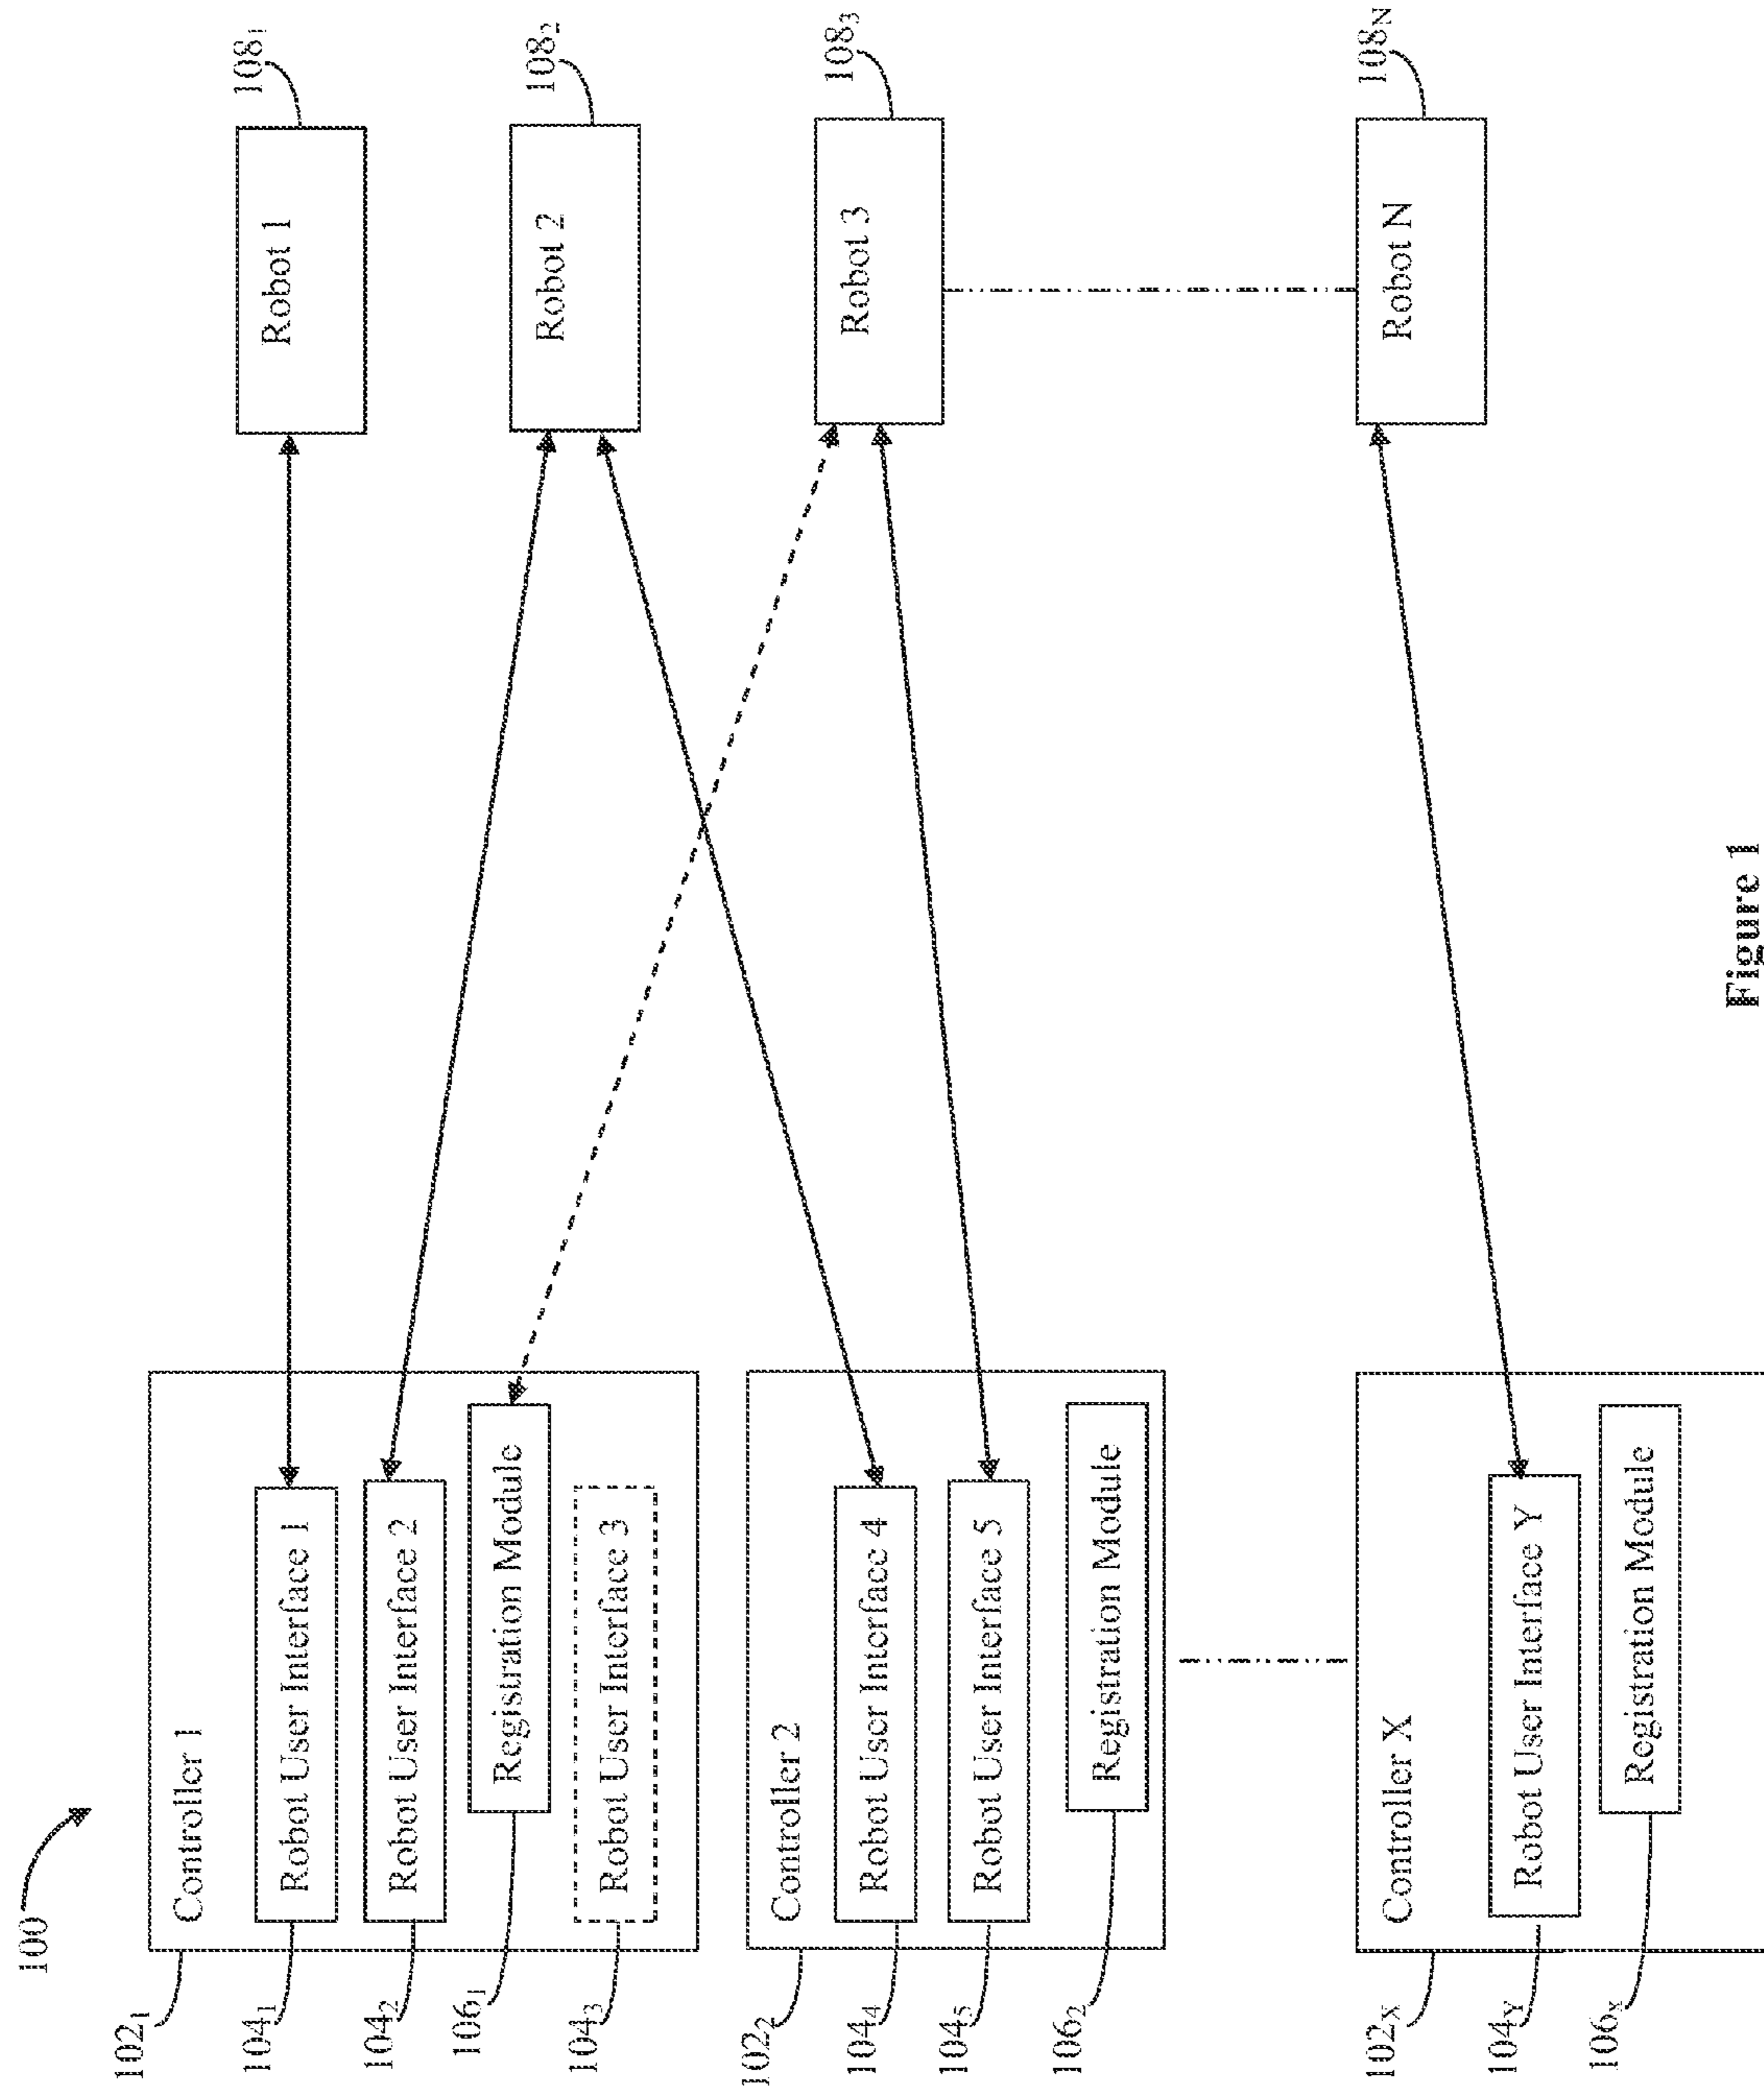 100
102₁
Controller 1
104₁
Robot User Interface 1
104₂
Robot User Interface 2
106₁
Registration Module
104₃
Robot User Interface 3
102₂
Controller 2
104₄
Robot User Interface 4
104₅
Robot User Interface 5
106₂
Registration Module
102X
Controller X
104Y
Robot User Interface Y
106X
Registration Module
Robot 1
108₁
Robot 2
108₂
Robot 3
108₃
Robot N
108N
Figure 1